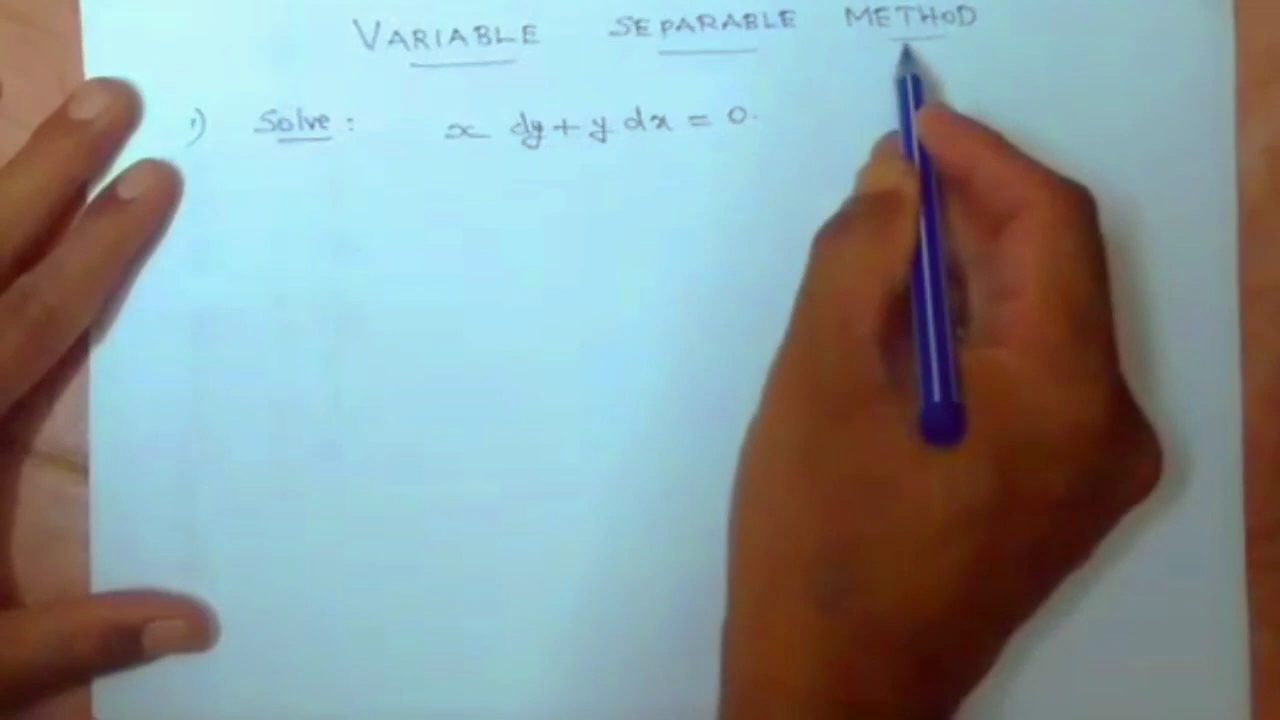 VARIABLE SEPARABLE METHOD
1) Solve : x dy + y dx = 0.